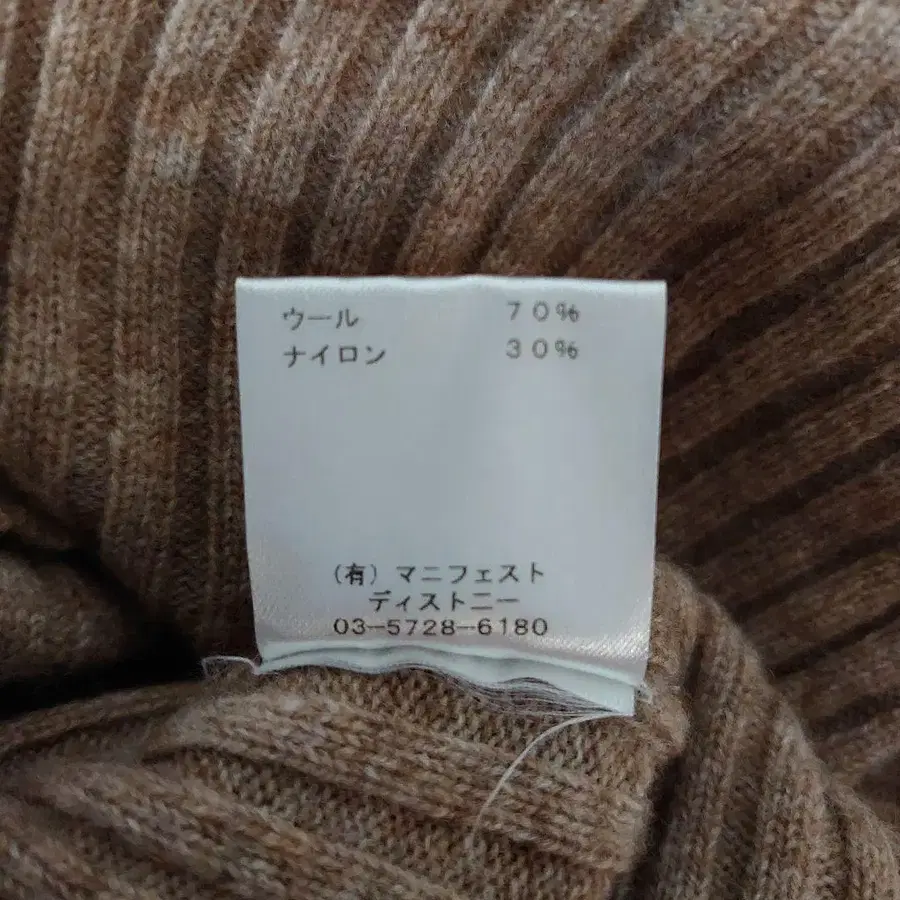 ウール 70%
ナイロン 30%
(有) マニフェスト
ディストニー
03-5728-6180